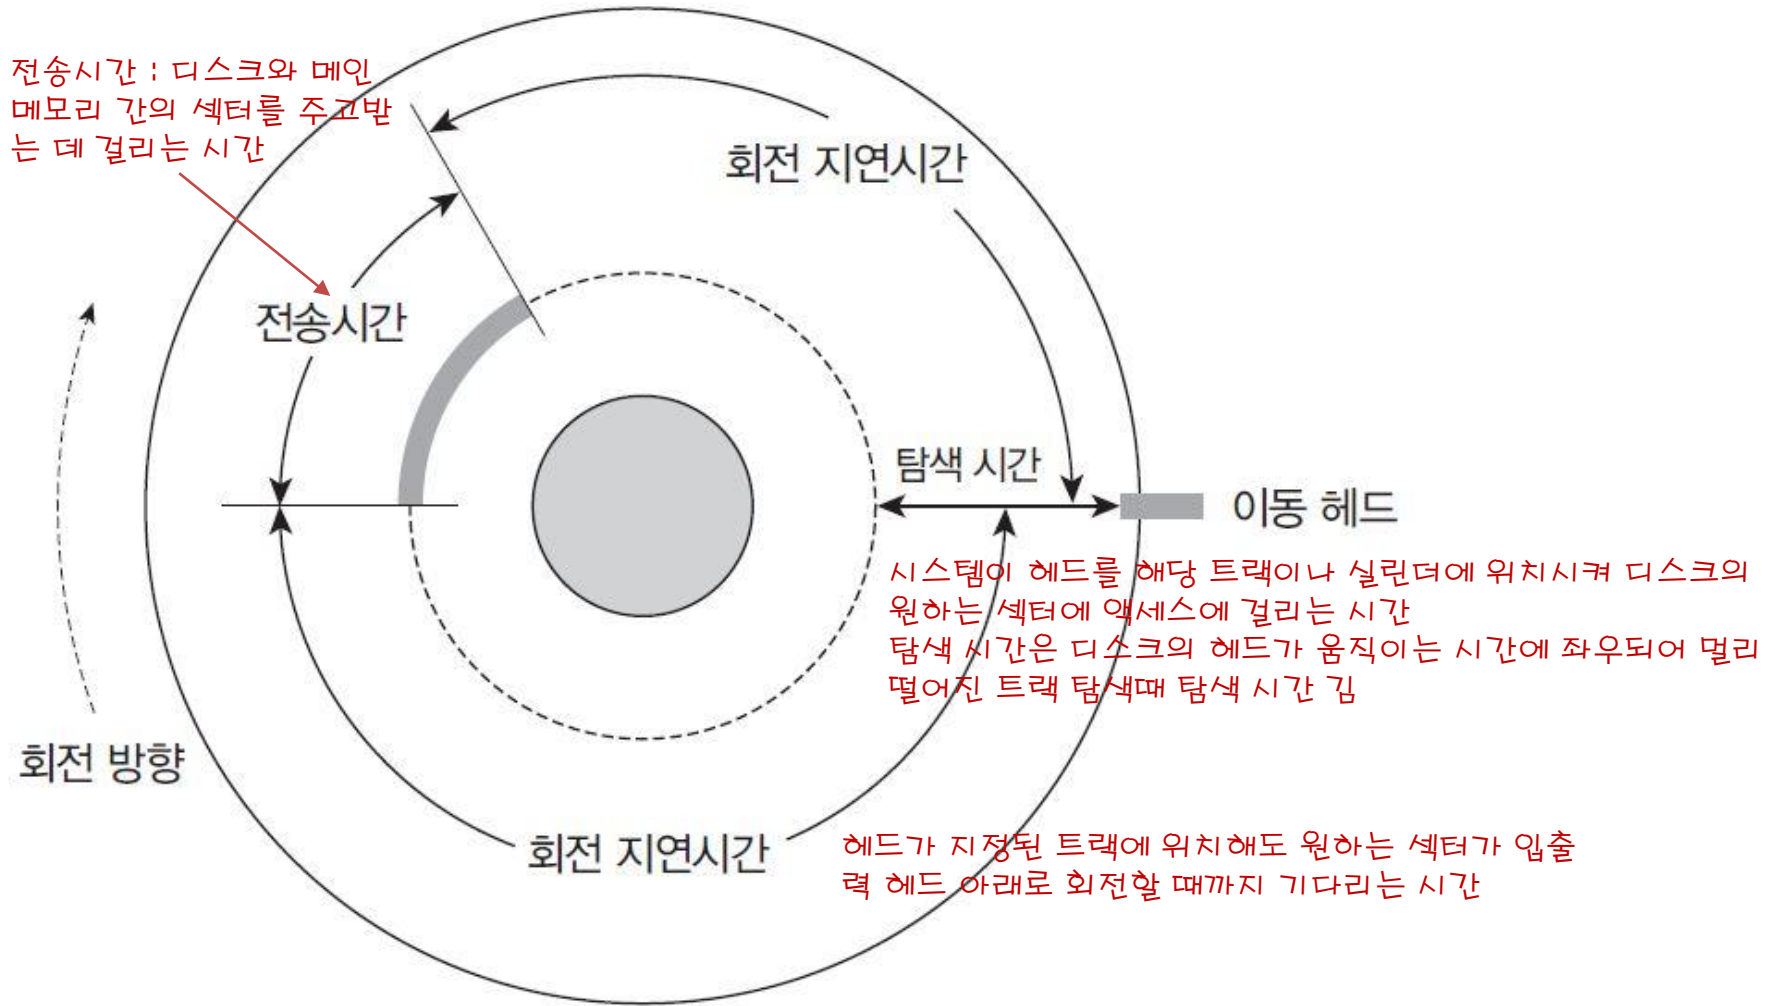 전송시간 : 디스크와 메인
메모리 간의 섹터를 주고받
는 데 걸리는 시간
회전 지연시간
전송시간
탐색 시간
이동 헤드
시스템이 헤드를 해당 트랙이나 실린더에 위치시켜 디스크의
원하는 섹터에 액세스에 걸리는 시간
탐색 시간은 디스크의 헤드가 움직이는 시간에 좌우되어 멀리
떨어진 트랙 탐색때 탐색 시간 김
회전 방향
회전 지연시간
헤드가 지정된 트랙에 위치해도 원하는 섹터가 입출
력 헤드 아래로 회전할 때까지 기다리는 시간